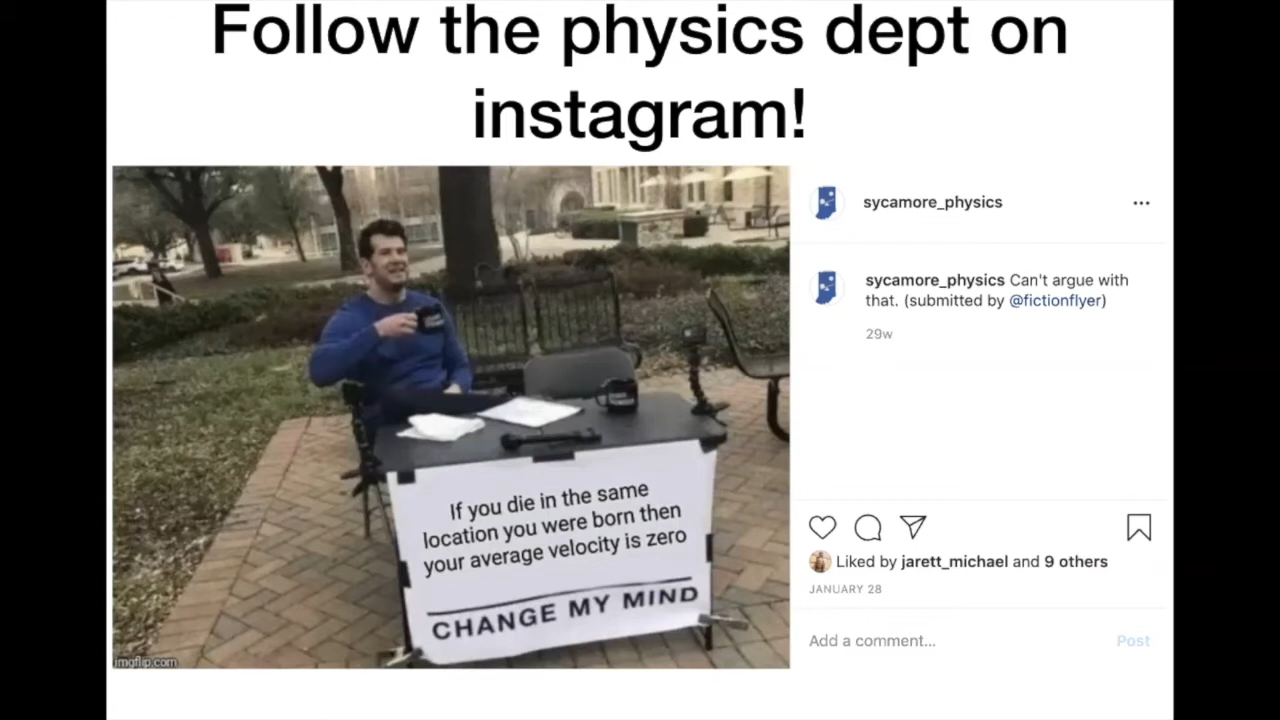 Follow the physics dept on
instagram!
sycamore_physics
sycamore_physics Can't argue with
that. (submitted by @fictionflyer)
29w
If you die in the same
location you were born then
your average velocity is zero
CHANGE MY MIND
Liked by jarett_michael and 9 others
JANUARY 28
Add a comment...
Post
imgflip.com